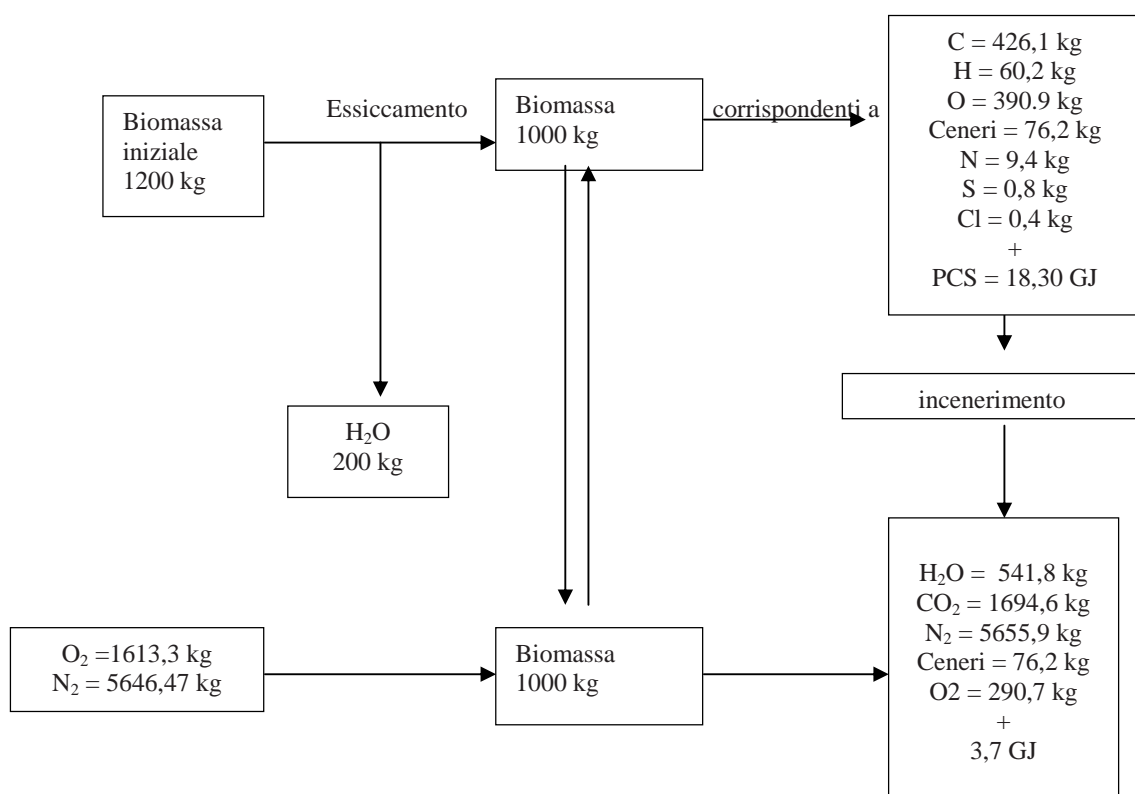 Biomassa
iniziale
1200 kg
Essiccamento
Biomassa
1000 kg
corrispondenti a
C = 426,1 kg
H = 60,2 kg
O = 390.9 kg
Ceneri = 76,2 kg
N = 9,4 kg
S = 0,8 kg
Cl = 0,4 kg
+
PCS = 18,30 GJ
H₂O
200 kg
incenerimento
O₂ =1613,3 kg
N₂ = 5646,47 kg
Biomassa
1000 kg
H₂O = 541,8 kg
CO₂ = 1694,6 kg
N₂ = 5655,9 kg
Ceneri = 76,2 kg
O2 = 290,7 kg
+
3,7 GJ